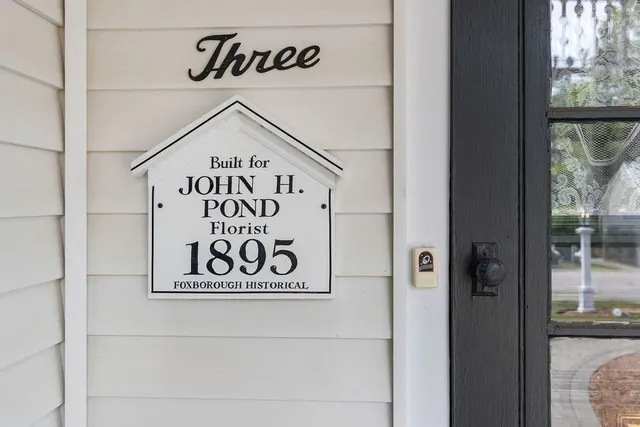 Three
Built for
JOHN H.
POND
Florist
1895
FOXBOROUGH HISTORICAL